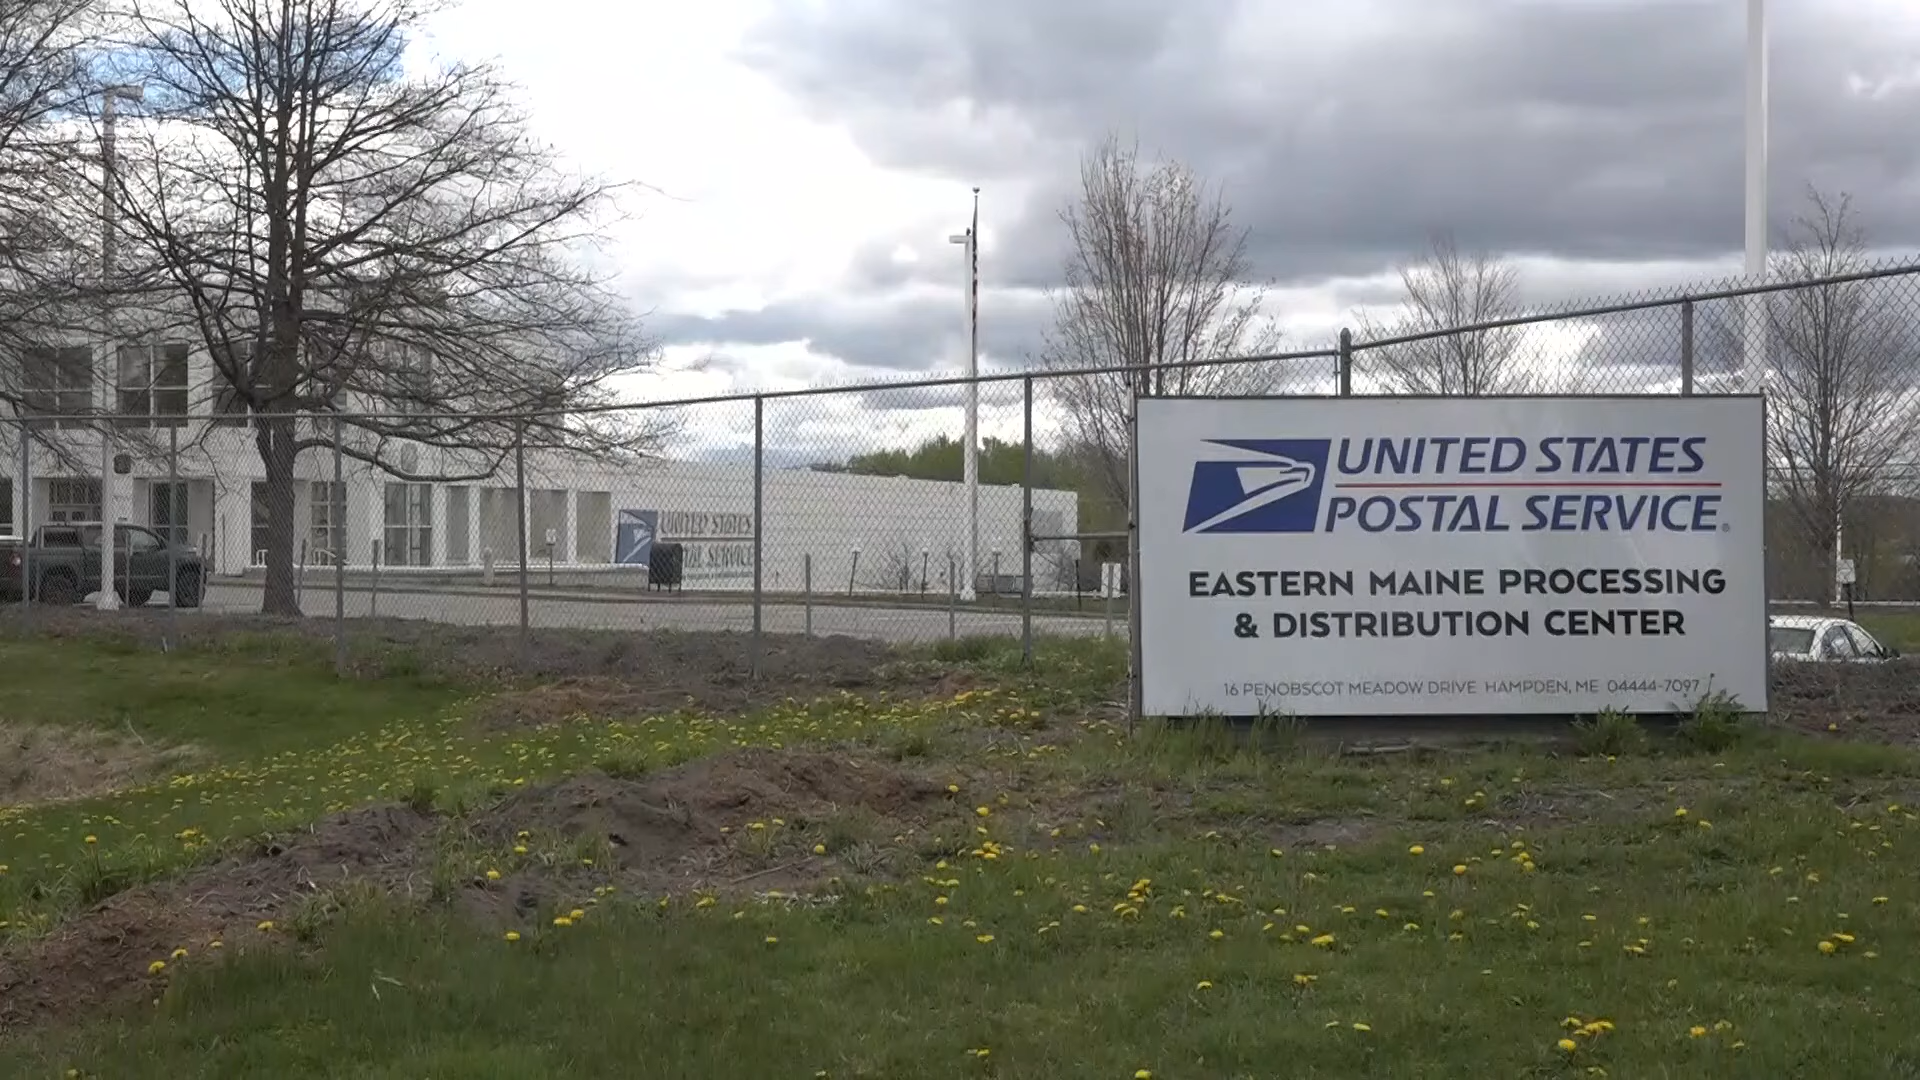 UNITED STATES
POSTAL SERVICE®
EASTERN MAINE PROCESSING
& DISTRIBUTION CENTER
16 PENOBSCOT MEADOW DRIVE HAMPDEN, ME 04444-7097
UNITED STATES
POSTAL SERVICE